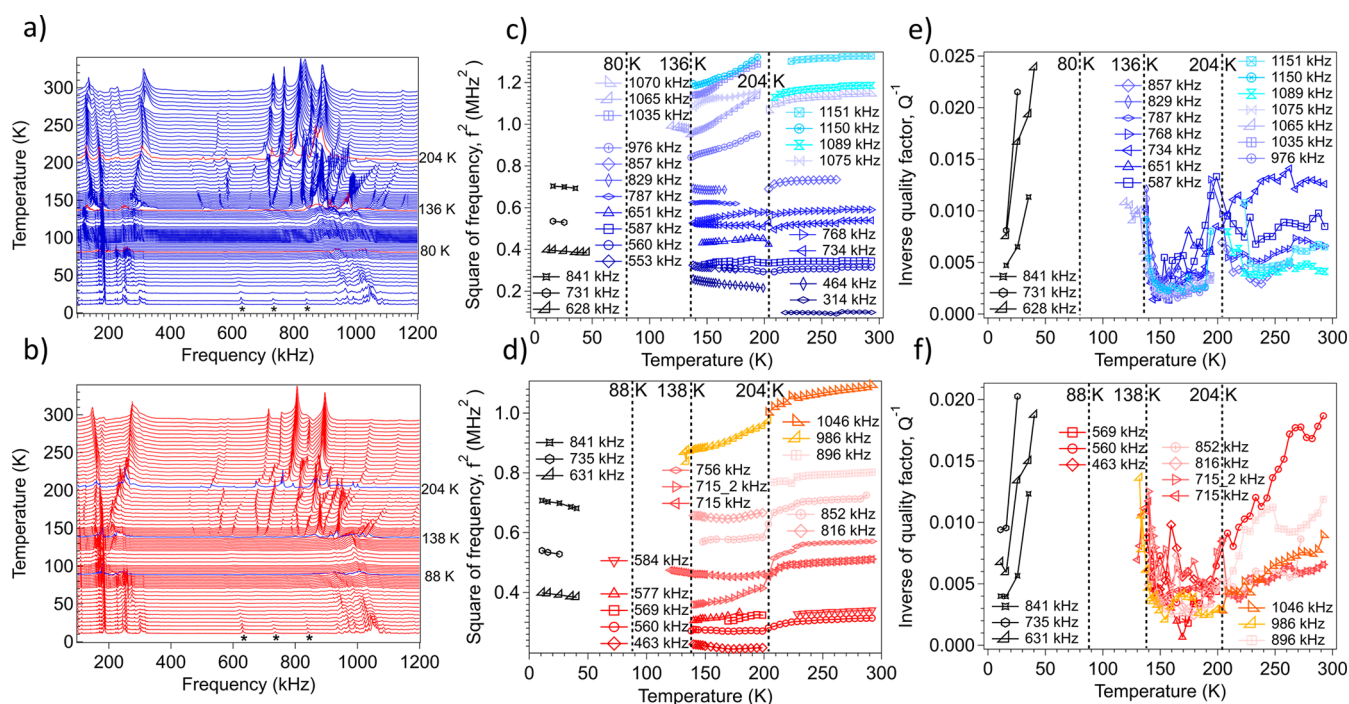 a)
Temperature (K)
300
250
200
150
100
50
0
204 K
136 K
80 K
* * *
200 400 600 800 1000 1200
Frequency (kHz)
c)
Square of frequency, f² (MHz²)
1.2
1.0
0.8
0.6
0.4
0.2
80 K 136 K
204 K
1070 kHz
1065 kHz
1035 kHz
976 kHz
857 kHz
829 kHz
787 kHz
651 kHz
587 kHz
560 kHz
553 kHz
841 kHz
731 kHz
628 kHz
1151 kHz
1150 kHz
1089 kHz
1075 kHz
768 kHz
734 kHz
464 kHz
314 kHz
0 50 100 150 200 250 300
Temperature (K)
e)
Inverse quality factor, Q⁻¹
0.025
0.020
0.015
0.010
0.005
0.000
80 K 136 K 204 K
857 kHz
829 kHz
787 kHz
768 kHz
734 kHz
651 kHz
587 kHz
1151 kHz
1150 kHz
1089 kHz
1075 kHz
1065 kHz
1035 kHz
976 kHz
841 kHz
731 kHz
628 kHz
0 50 100 150 200 250 300
Temperature (K)
b)
Temperature (K)
300
200
100
0
204 K
138 K
88 K
* * *
200 400 600 800 1000 1200
Frequency (kHz)
d)
Square of frequency, f² (MHz²)
1.0
0.8
0.6
0.4
88 K 138 K 204 K
841 kHz
735 kHz
631 kHz
756 kHz
715_2 kHz
715 kHz
584 kHz
577 kHz
569 kHz
560 kHz
463 kHz
1046 kHz
986 kHz
896 kHz
852 kHz
816 kHz
0 50 100 150 200 250 300
Temperature (K)
f)
Inverse of quality factor, Q⁻¹
0.020
0.015
0.010
0.005
0.000
88 K 138 K 204 K
569 kHz
560 kHz
463 kHz
852 kHz
816 kHz
715_2 kHz
715 kHz
841 kHz
735 kHz
631 kHz
1046 kHz
986 kHz
896 kHz
0 50 100 150 200 250 300
Temperature (K)